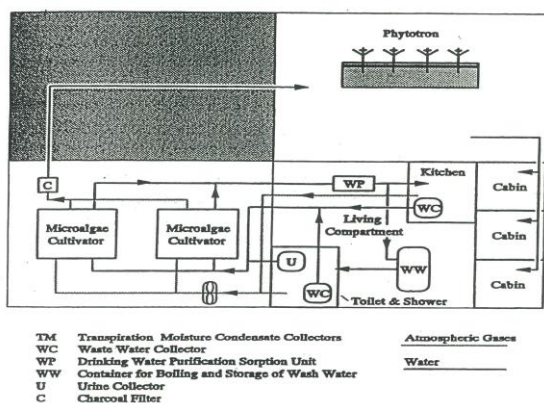 Phytotron
C
WP
Kitchen
Cabin
Microalgae
Cultivator
Microalgae
Cultivator
WC
Living
Compartment
Cabin
U
WW
WC
Toilet & Shower
Cabin
TM Transpiration Moisture Condensate Collectors
WC Waste Water Collector
WP Drinking Water Purification Sorption Unit
WW Container for Boiling and Storage of Wash Water
U Urine Collector
C Charcoal Filter
Atmospheric Gases
Water